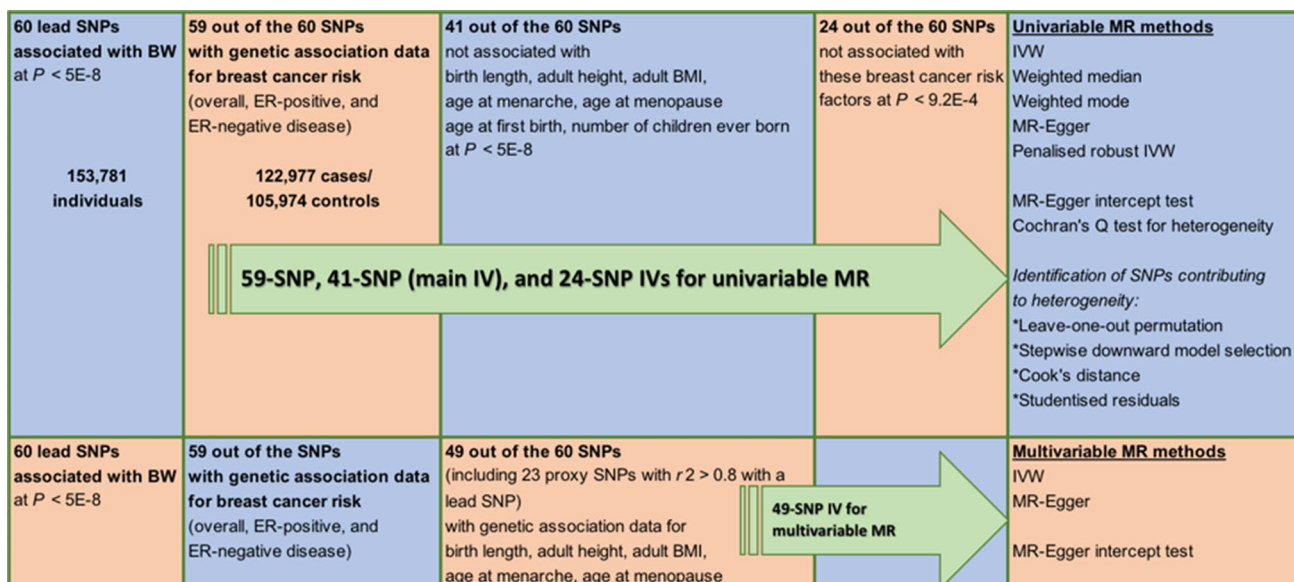 60 lead SNPs
associated with BW
at P < 5E-8
153,781
individuals
59 out of the 60 SNPs
with genetic association data
for breast cancer risk
(overall, ER-positive, and
ER-negative disease)
122,977 cases/
105,974 controls
41 out of the 60 SNPs
not associated with
birth length, adult height, adult BMI,
age at menarche, age at menopause
age at first birth, number of children ever born
at P < 5E-8
24 out of the 60 SNPs
not associated with
these breast cancer risk
factors at P < 9.2E-4
Univariable MR methods
IVW
Weighted median
Weighted mode
MR-Egger
Penalised robust IVW
MR-Egger intercept test
Cochran's Q test for heterogeneity
Identification of SNPs contributing
to heterogeneity:
*Leave-one-out permutation
*Stepwise downward model selection
*Cook's distance
*Studentised residuals
59-SNP, 41-SNP (main IV), and 24-SNP IVs for univariable MR
60 lead SNPs
associated with BW
at P < 5E-8
59 out of the SNPs
with genetic association data
for breast cancer risk
(overall, ER-positive, and
ER-negative disease)
49 out of the 60 SNPs
(including 23 proxy SNPs with r 2 > 0.8 with a
lead SNP)
with genetic association data for
birth length, adult height, adult BMI,
age at menarche, age at menopause
49-SNP IV for
multivariable MR
Multivariable MR methods
IVW
MR-Egger
MR-Egger intercept test